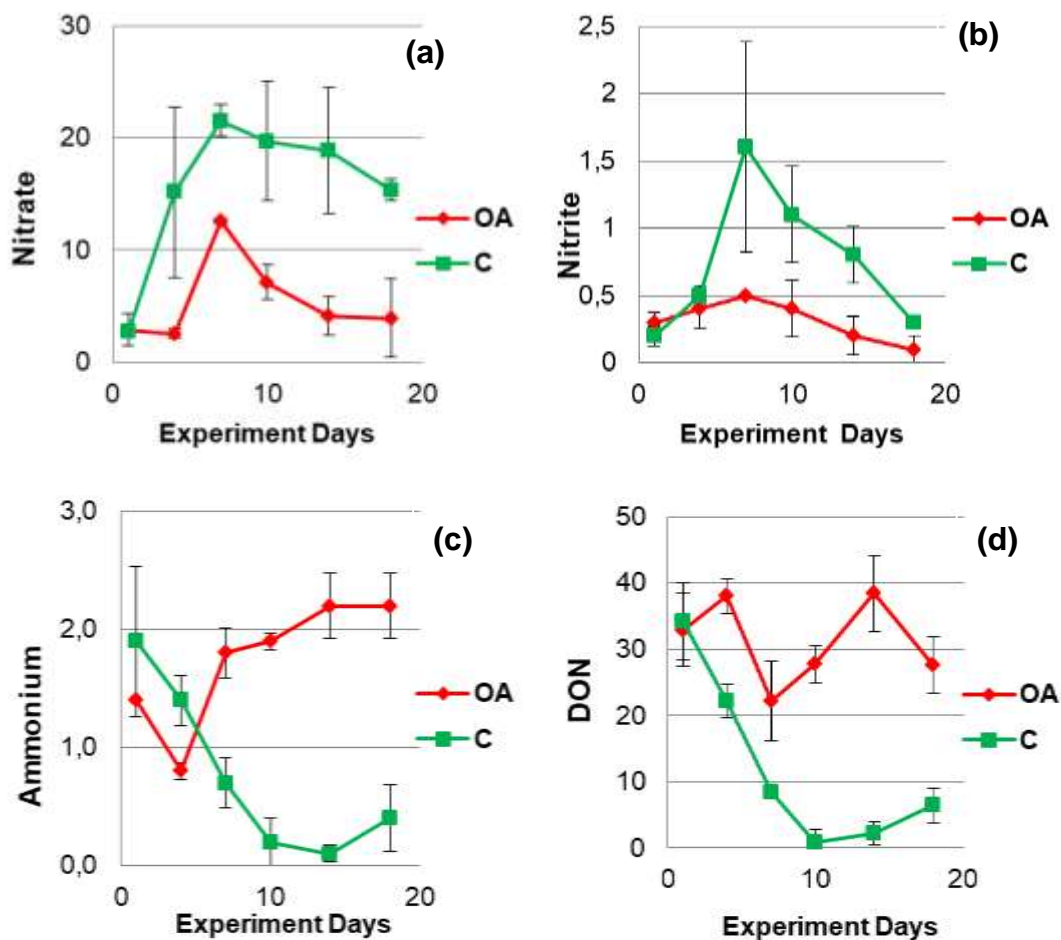 30
20
10
0
Nitrate
(a)
OA
C
0 10 20
Experiment Days
2,5
2
1,5
1
0,5
0
Nitrite
(b)
OA
C
0 10 20
Experiment Days
3,0
2,0
1,0
0,0
Ammonium
(c)
OA
C
0 10 20
Experiment Days
50
40
30
20
10
0
DON
(d)
OA
C
0 10 20
Experiment Days